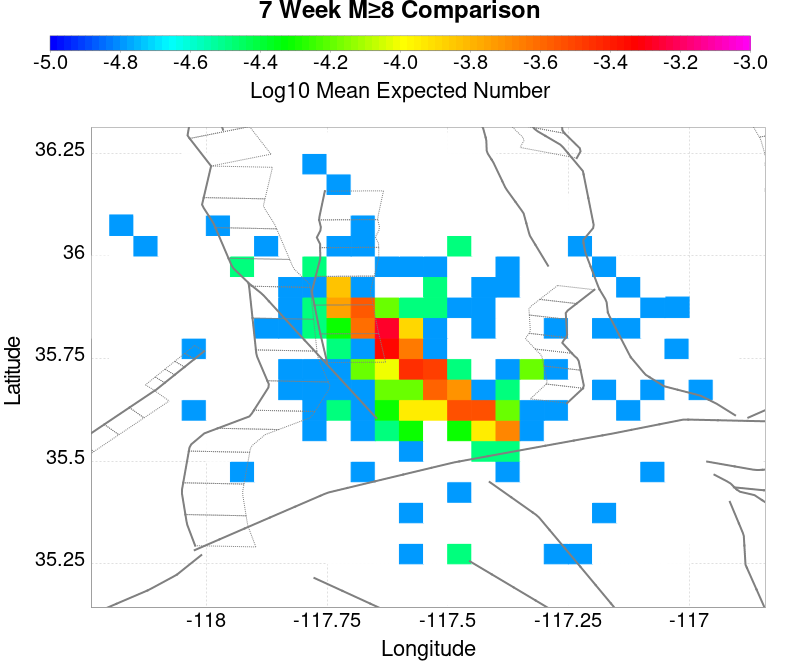 7 Week M≥8 Comparison
-5.0 -4.8 -4.6 -4.4 -4.2 -4.0 -3.8 -3.6 -3.4 -3.2 -3.0
Log10 Mean Expected Number
36.25
36
35.75
35.5
35.25
Latitude
-118 -117.75 -117.5 -117.25 -117
Longitude